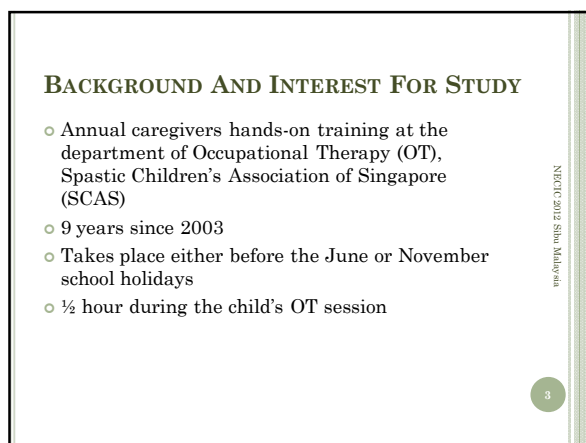 BACKGROUND AND INTEREST FOR STUDY
Annual caregivers hands-on training at the
department of Occupational Therapy (OT),
Spastic Children's Association of Singapore
(SCAS)
9 years since 2003
Takes place either before the June or November
school holidays
½ hour during the child's OT session
NECIC 2012 Sibu Malaysia
3